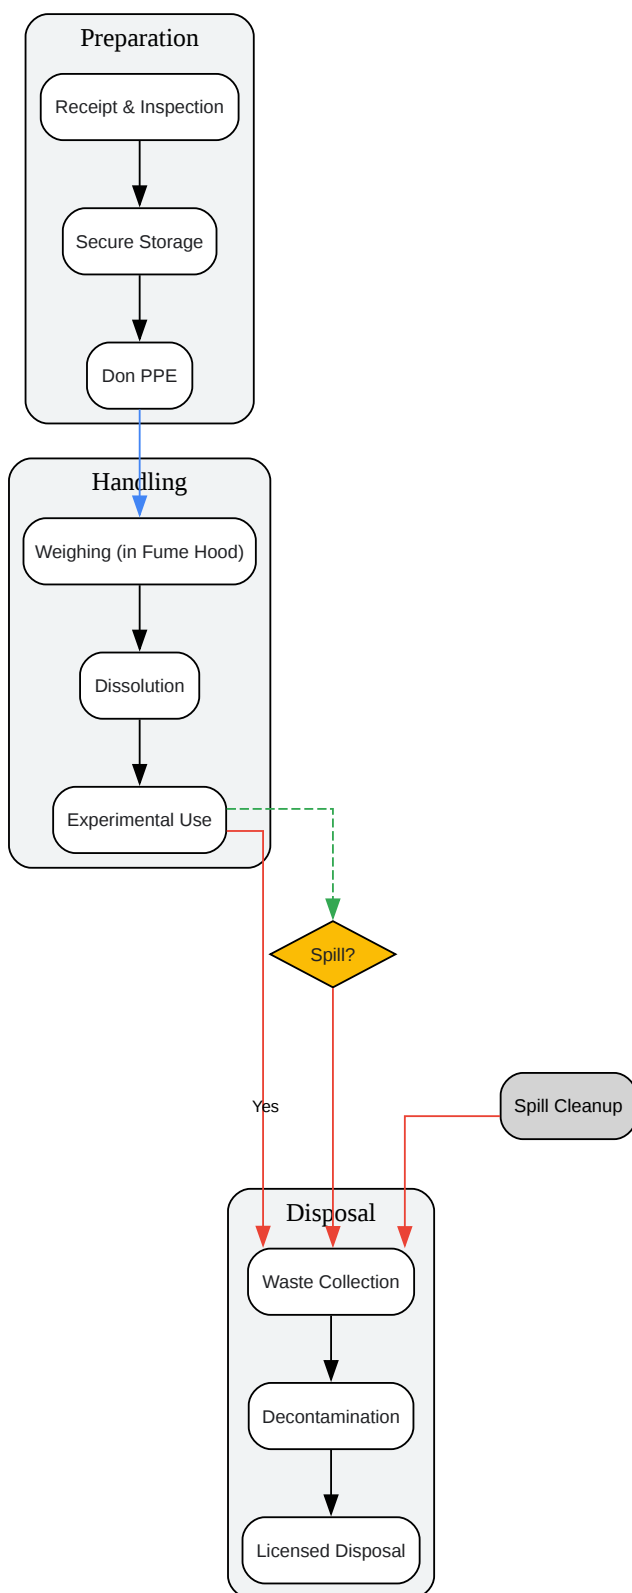 Preparation
Receipt & Inspection
Secure Storage
Don PPE
Handling
Weighing (in Fume Hood)
Dissolution
Experimental Use
Spill?
Yes
Spill Cleanup
Disposal
Waste Collection
Decontamination
Licensed Disposal